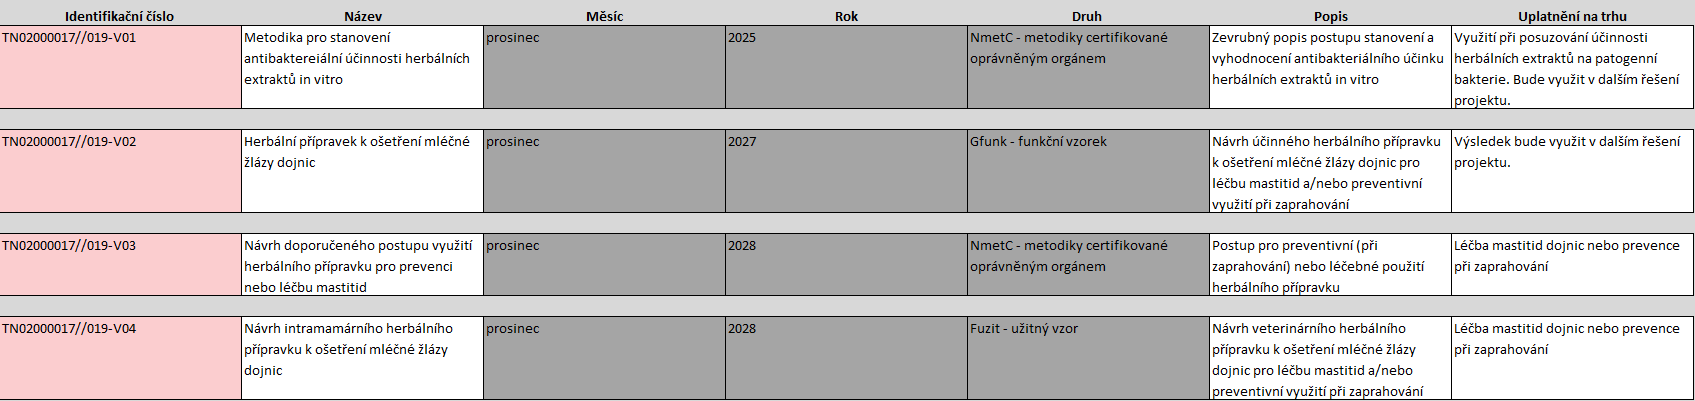 Identifikační číslo Název Měsíc Rok Druh Popis Uplatnění na trhu
TN02000017//019-V01
Metodika pro stanovení
antibaktereiální účinnosti herbálních
extraktů in vitro
prosinec
2025
NmetC - metodiky certifikované
oprávněným orgánem
Zevrubný popis postupu stanovení a
vyhodnocení antibakteriálního účinku
herbálních extraktů in vitro
Využití při posuzování účinnosti
herbálních extraktů na patogenní
bakterie. Bude využit v dalším řešení
projektu.
TN02000017//019-V02
Herbální přípravek k ošetření mléčné
žlázy dojnic
prosinec
2027
Gfunk - funkční vzorek
Návrh účinného herbálního přípravku
k ošetření mléčné žlázy dojnic pro
léčbu mastitid a/nebo preventivní
využití při zaprahování
Výsledek bude využit v dalším řešení
projektu.
TN02000017//019-V03
Návrh doporučeného postupu využití
herbálního přípravku pro prevenci
nebo léčbu mastitid
prosinec
2028
NmetC - metodiky certifikované
oprávněným orgánem
Postup pro preventivní (při
zaprahování) nebo léčebné použití
herbálního přípravku
Léčba mastitid dojnic nebo prevence
při zaprahování
TN02000017//019-V04
Návrh intramamárního herbálního
přípravku k ošetření mléčné žlázy
dojnic
prosinec
2028
Fuzit - užitný vzor
Návrh veterinárního herbálního
přípravku k ošetření mléčné žlázy
dojnic pro léčbu mastitid a/nebo
preventivní využití při zaprahování
Léčba mastitid dojnic nebo prevence
při zaprahování